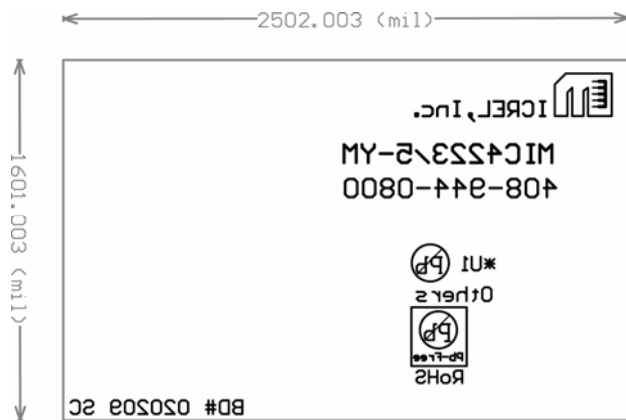 2502.003 (mil)
1601.003 (mil)
ICREL,Inc.
MIC4223/5-YM
408-944-0800
*U1 Pb
Others
Pb
Pb-Free
RoHS
BD# 020209 SC